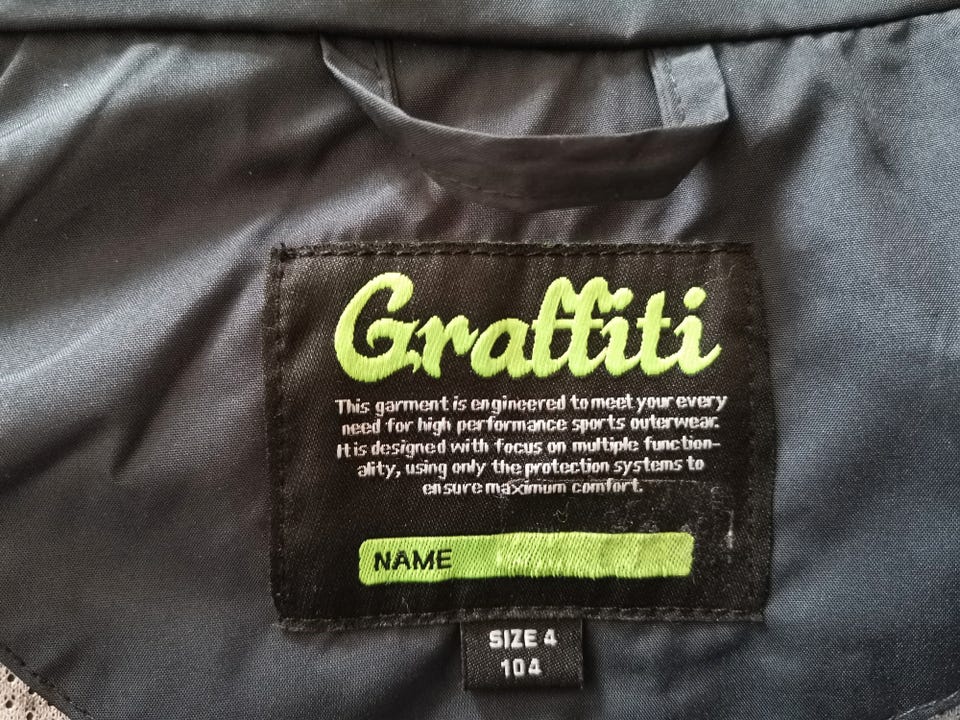 Graffiti
This garment is engineered to meet your every
need for high performance sports outerwear.
It is designed with focus on multiple function-
ality, using only the protection systems to
ensure maximum comfort.
NAME
SIZE 4
104